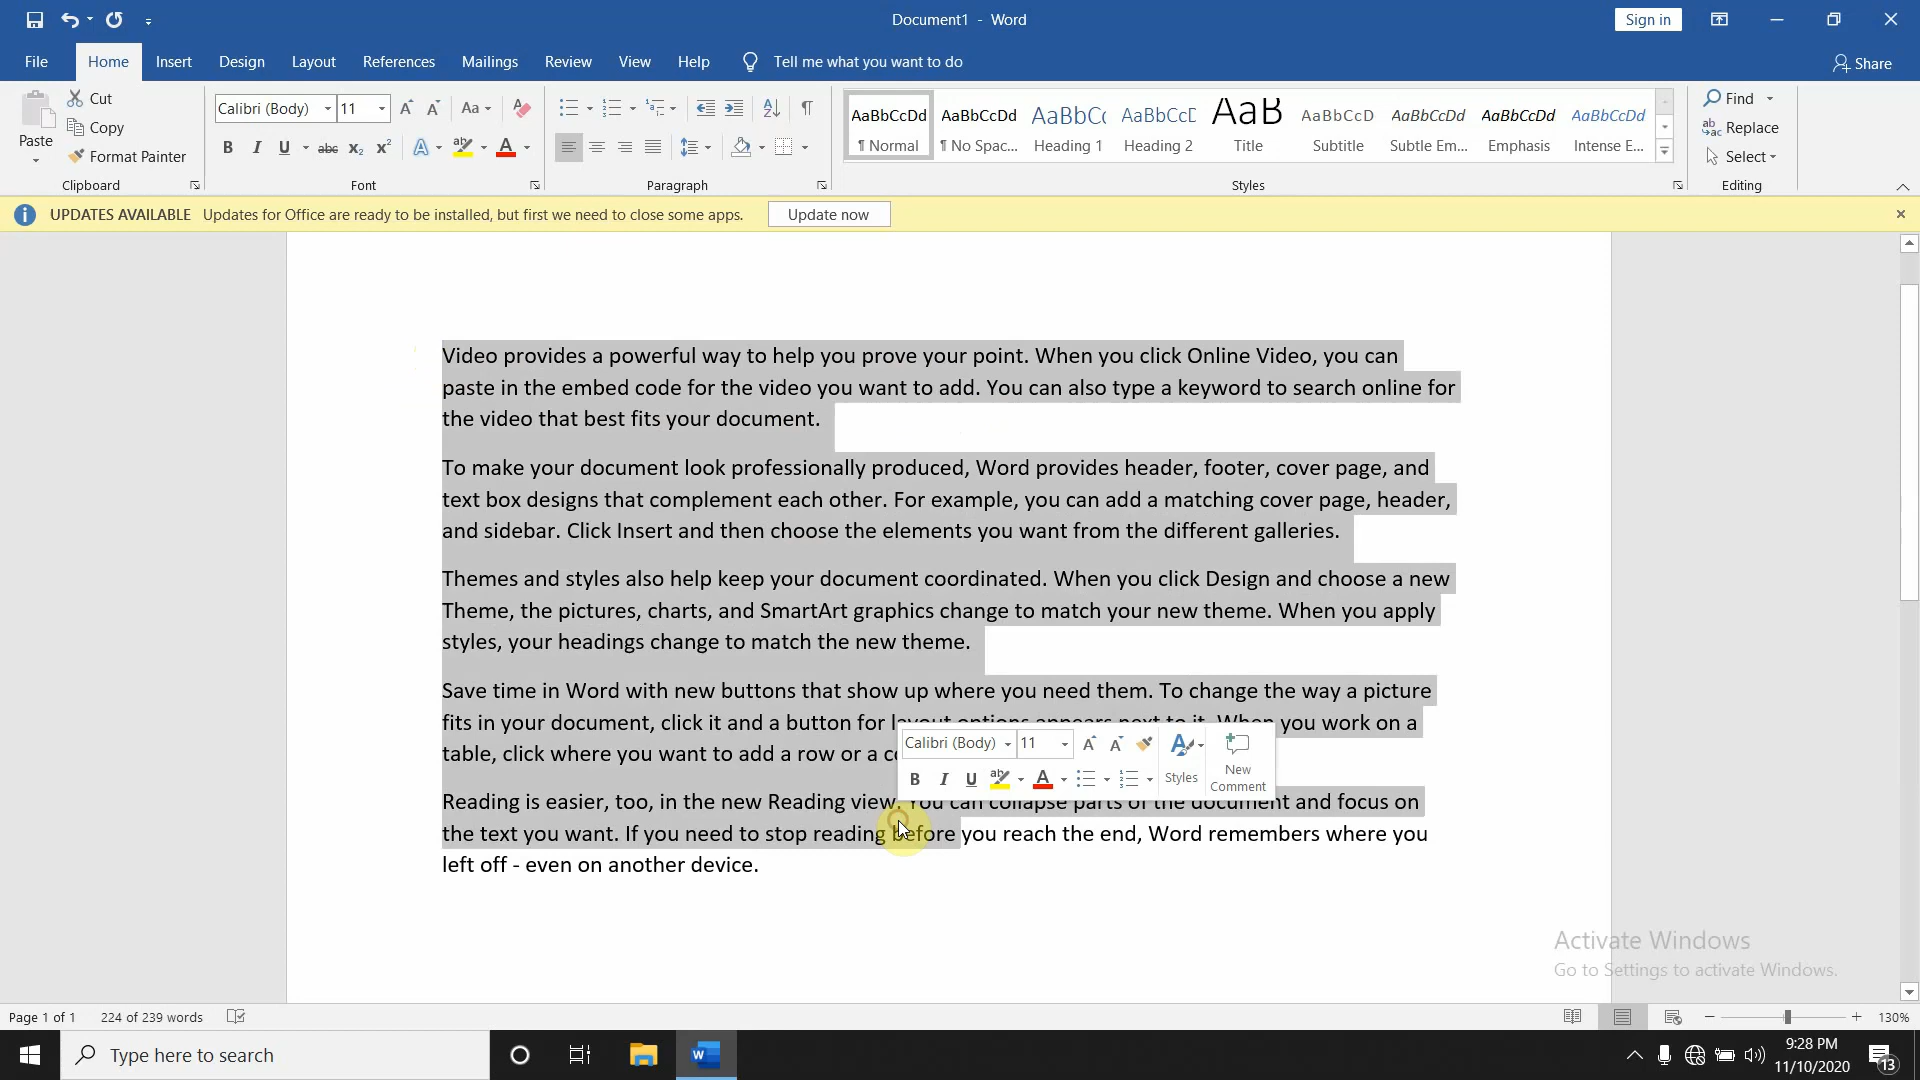 Document1 - Word
Sign in
File Home Insert Design Layout References Mailings Review View Help Tell me what you want to do
Share
Paste
Cut
Copy
Format Painter
Clipboard
Calibri (Body) 11
Font
Paragraph
AaBbCcDd AaBbCcDd AaBbCc AaBbCcE AaB AaBbCcD AaBbCcDd AaBbCcDd AaBbCcDd
¶ Normal ¶ No Spac... Heading 1 Heading 2 Title Subtitle Subtle Em... Emphasis Intense E...
Styles
Find
Replace
Select
Editing
UPDATES AVAILABLE Updates for Office are ready to be installed, but first we need to close some apps. Update now
Video provides a powerful way to help you prove your point. When you click Online Video, you can
paste in the embed code for the video you want to add. You can also type a keyword to search online for
the video that best fits your document.
To make your document look professionally produced, Word provides header, footer, cover page, and
text box designs that complement each other. For example, you can add a matching cover page, header,
and sidebar. Click Insert and then choose the elements you want from the different galleries.
Themes and styles also help keep your document coordinated. When you click Design and choose a new
Theme, the pictures, charts, and SmartArt graphics change to match your new theme. When you apply
styles, your headings change to match the new theme.
Save time in Word with new buttons that show up where you need them. To change the way a picture
fits in your document, click it and a button for layout options appears next to it. When you work on a
table, click where you want to add a row or a
Calibri (Body) 11
Styles
New
Comment
Reading is easier, too, in the new Reading view. You can collapse parts of the document and focus on
the text you want. If you need to stop reading before you reach the end, Word remembers where you
left off - even on another device.
Activate Windows
Go to Settings to activate Windows.
Page 1 of 1 224 of 239 words
130%
Type here to search
9:28 PM
11/10/2020
13